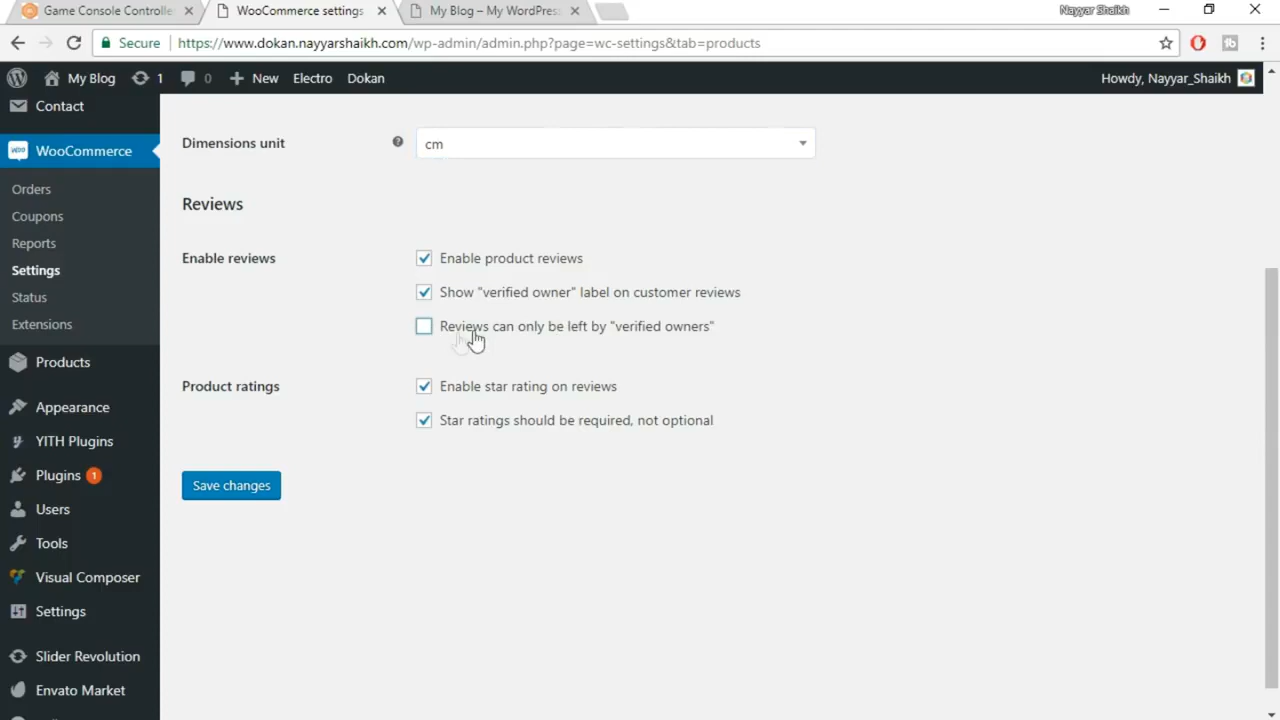 Game Console Controlle
WooCommerce settings
My Blog – My WordPres
Nayyar Shaikh
Secure
https://www.dokan.nayyarshaikh.com/wp-admin/admin.php?page=wc-settings&tab=products
My Blog
1
0
New
Electro
Dokan
Howdy, Nayyar_Shaikh
Contact
WooCommerce
Orders
Coupons
Reports
Settings
Status
Extensions
Products
Appearance
YITH Plugins
Plugins 1
Users
Tools
Visual Composer
Settings
Slider Revolution
Envato Market
Dimensions unit
cm
Reviews
Enable reviews
Enable product reviews
Show "verified owner" label on customer reviews
Reviews can only be left by "verified owners"
Product ratings
Enable star rating on reviews
Star ratings should be required, not optional
Save changes